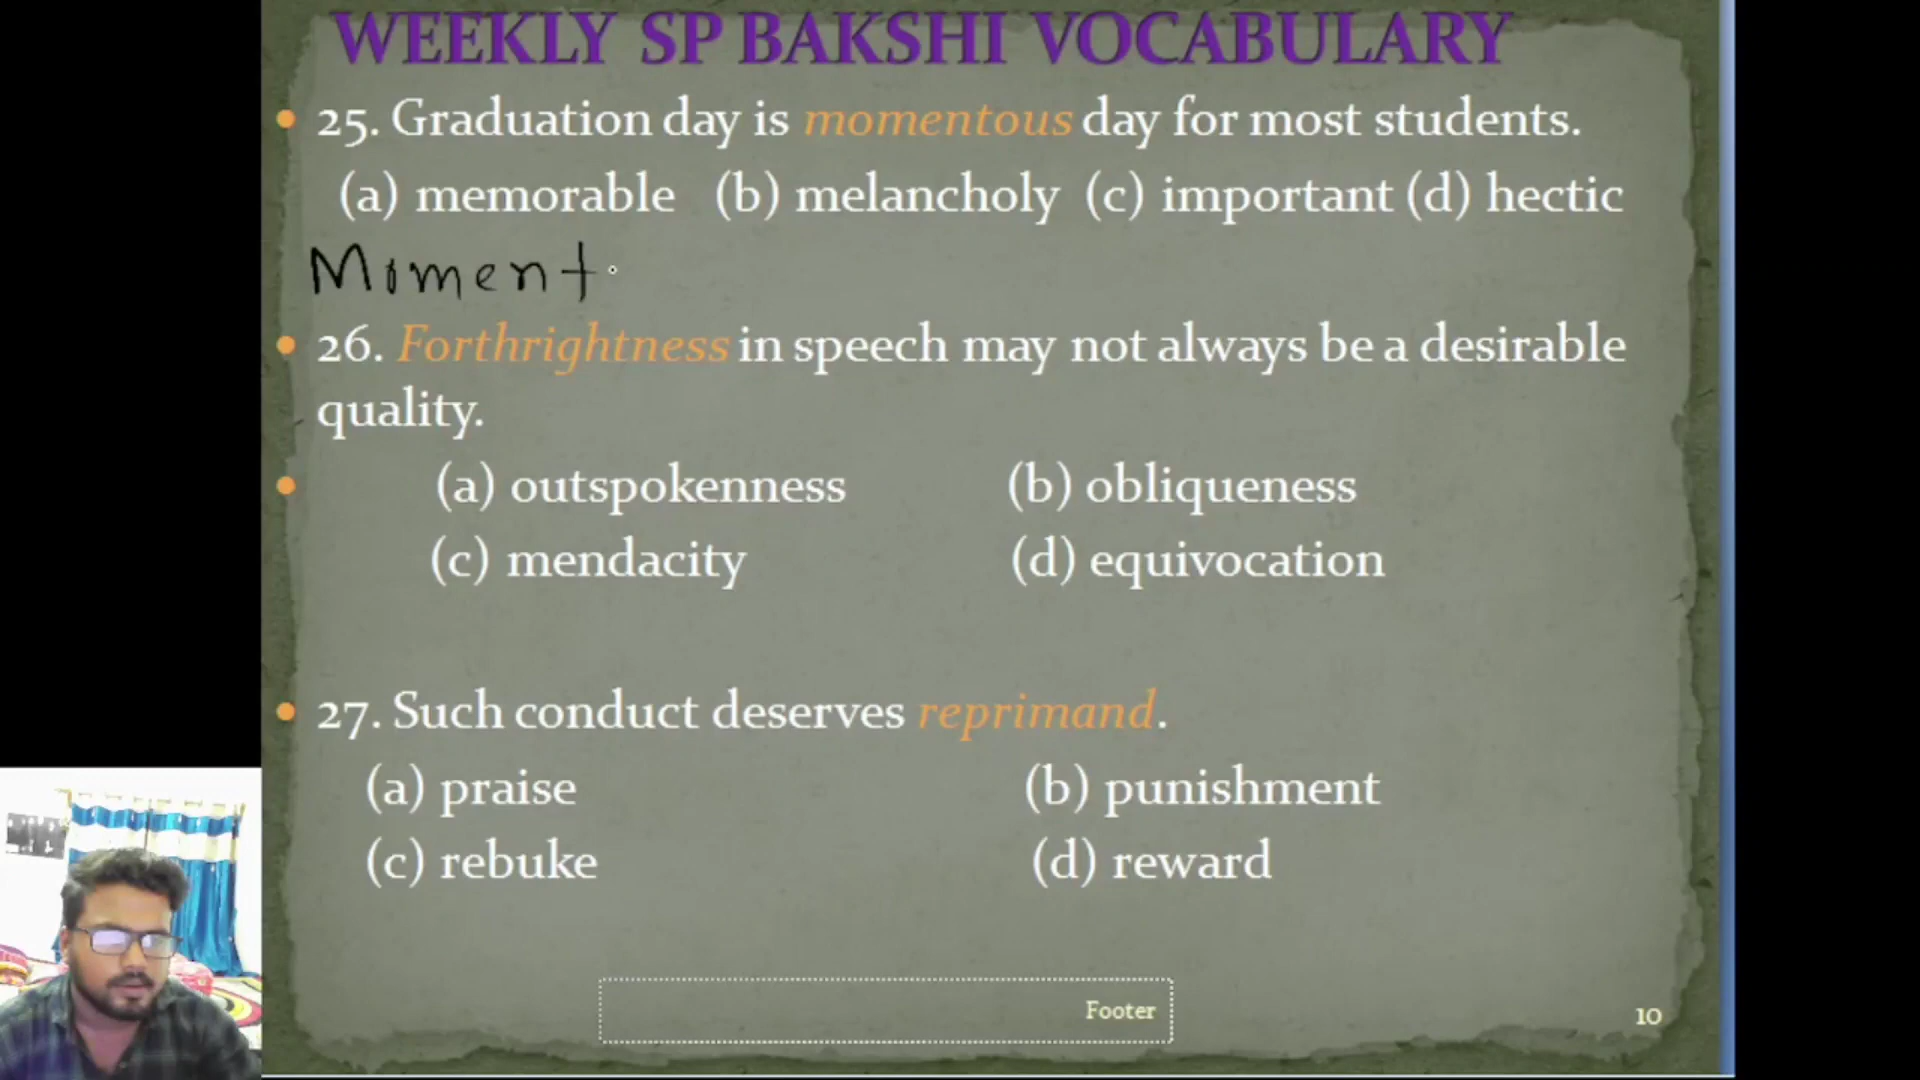 WEEKLY SP BAKSHI VOCABULARY
25. Graduation day is momentous day for most students.
(a) memorable (b) melancholy (c) important (d) hectic
Moment
26. Forthrightness in speech may not always be a desirable
quality.
(a) outspokenness (b) obliqueness
(c) mendacity (d) equivocation
27. Such conduct deserves reprimand.
(a) praise (b) punishment
(c) rebuke (d) reward
Footer
10